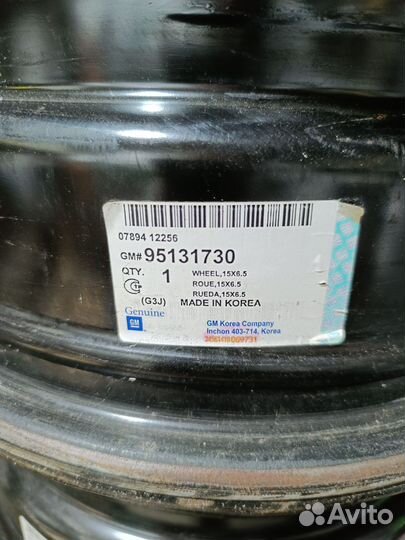 07894 12256
GM# 95131730
QTY. 1 WHEEL,15X6.5
ROUE,15X6.5
RUEDA,15X6.5
(G3J) MADE IN KOREA
Genuine
GM
GM Korea Company
Inchon 403-714, Korea
Avito